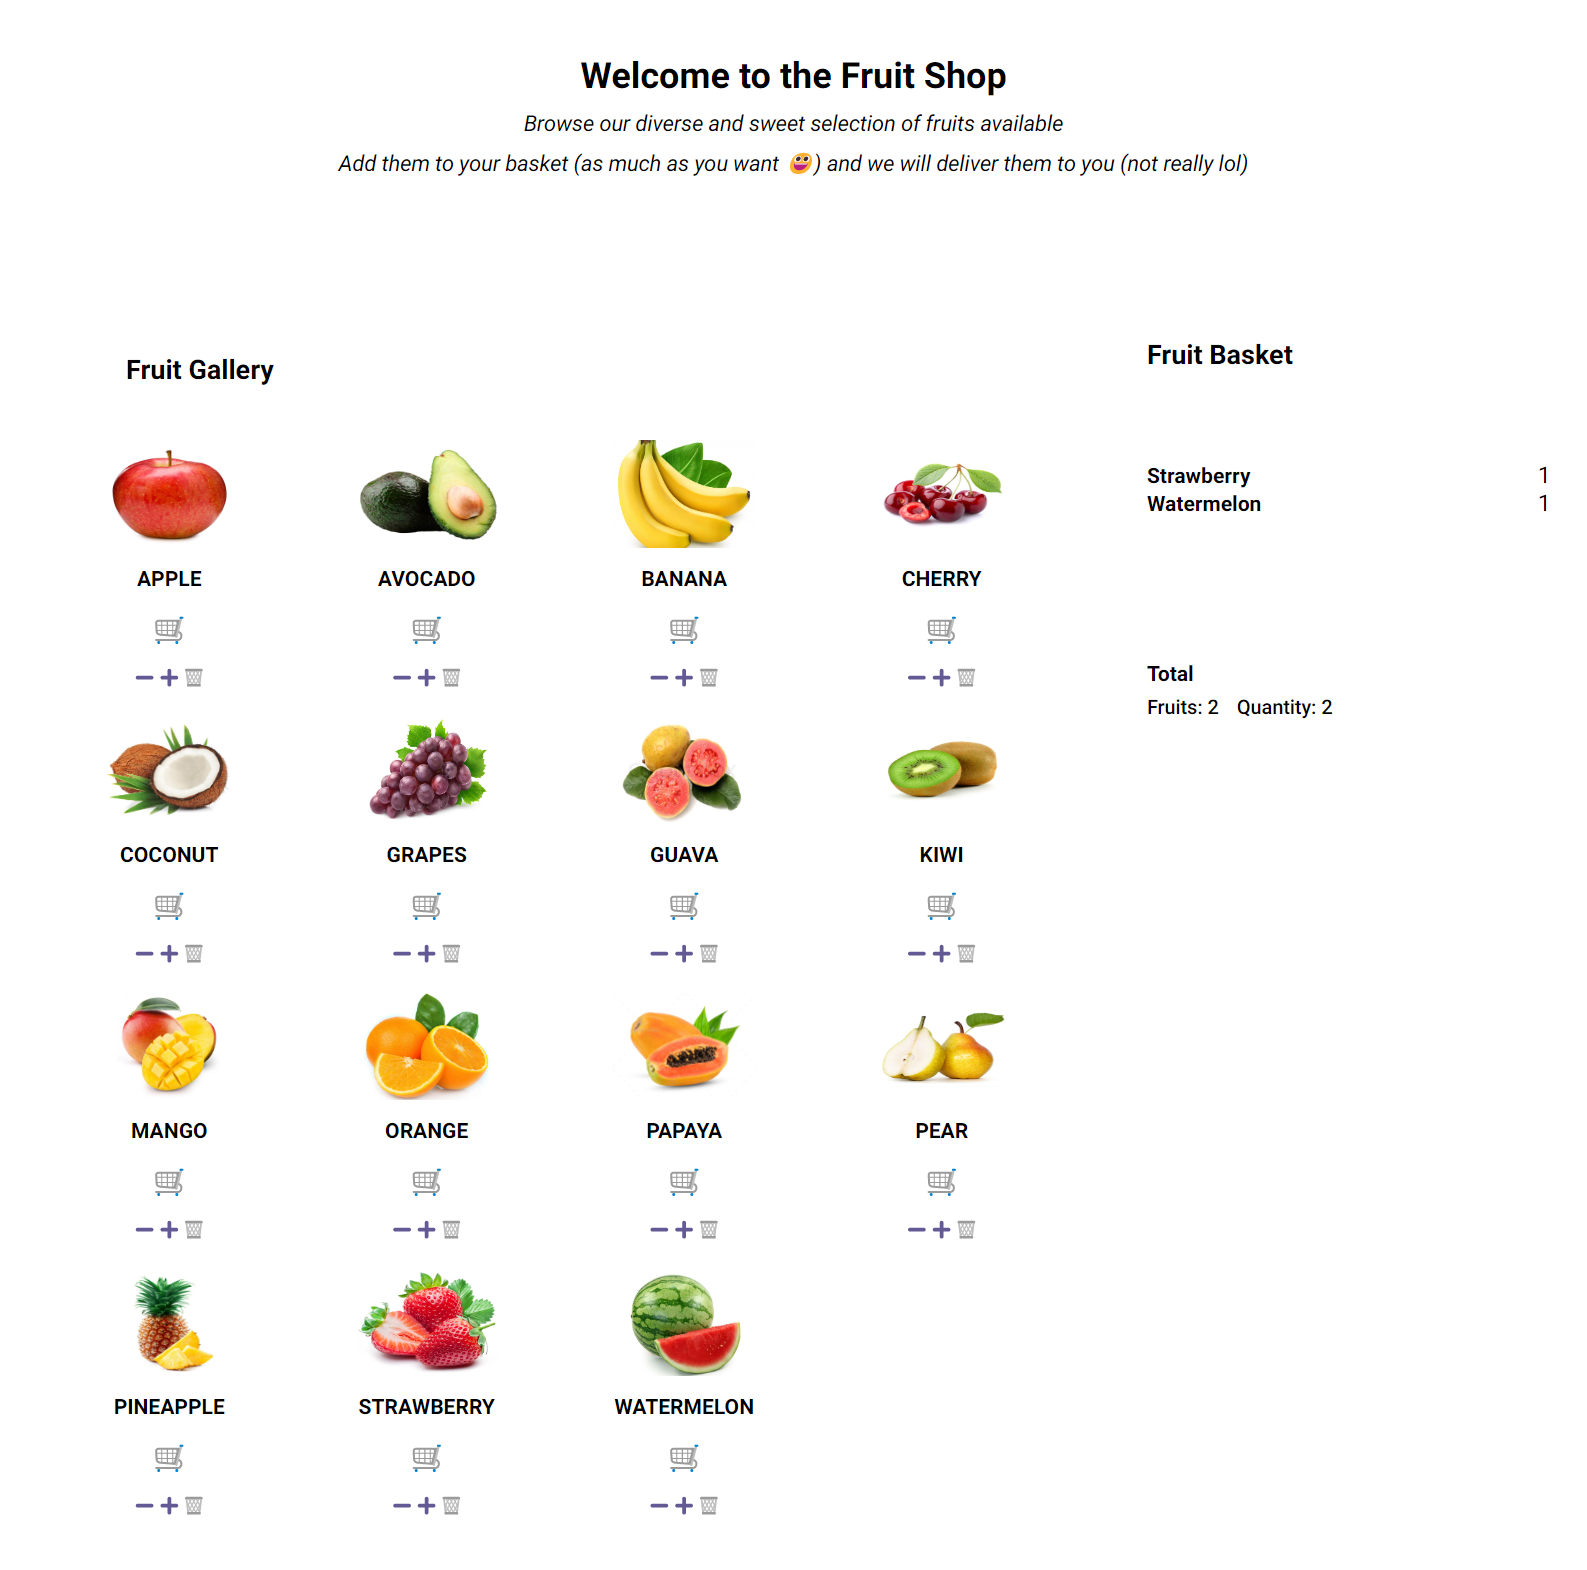 Welcome to the Fruit Shop
Browse our diverse and sweet selection of fruits available
Add them to your basket (as much as you want 😀) and we will deliver them to you (not really lol)
Fruit Gallery
APPLE
AVOCADO
BANANA
CHERRY
COCONUT
GRAPES
GUAVA
KIWI
MANGO
ORANGE
PAPAYA
PEAR
PINEAPPLE
STRAWBERRY
WATERMELON
Fruit Basket
Strawberry 1
Watermelon 1
Total
Fruits: 2 Quantity: 2